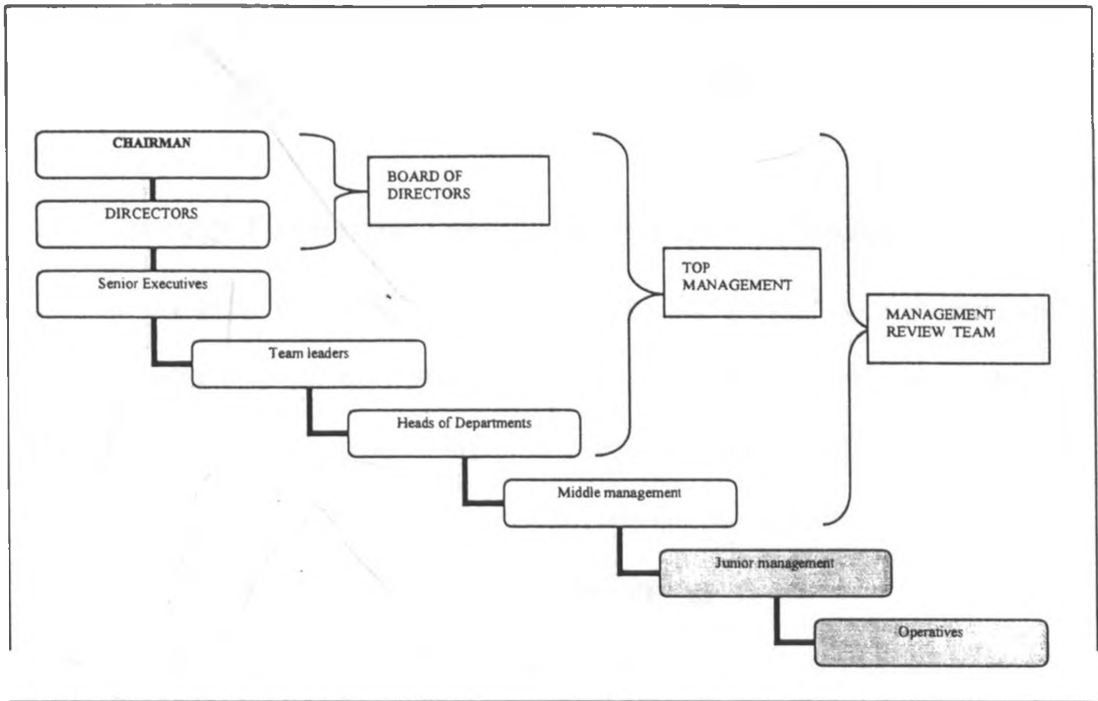 CHAIRMAN
BOARD OF
DIRECTORS
DIRCECTORS
Senior Executives
TOP
MANAGEMENT
MANAGEMENT
REVIEW TEAM
Team leaders
Heads of Departments
Middle management
Junior management
Operatives